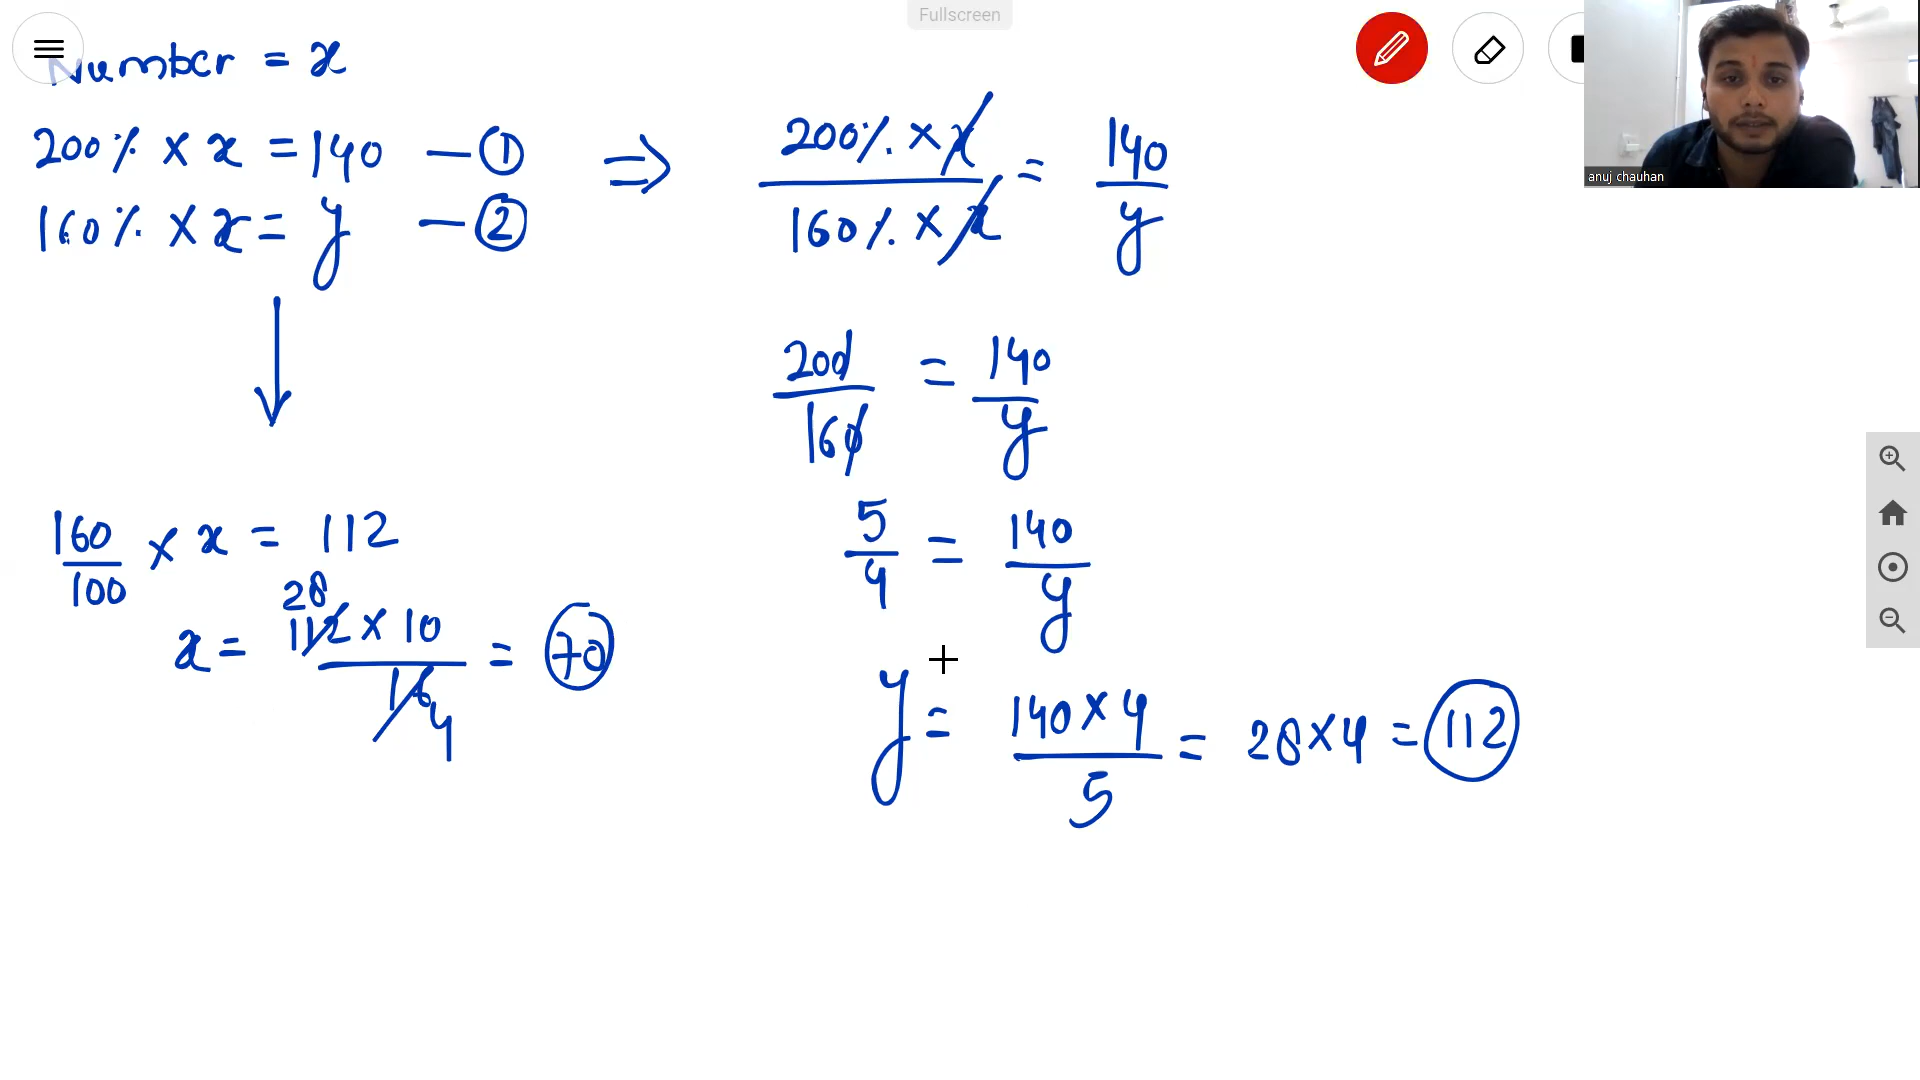 Fullscreen
Number = x
200% × x = 140 — ①
160% × x = y — ②
⇒ 200% × x / 160% × x = 140 / y
200 / 160 = 140 / y
5 / 4 = 140 / y
y = 140 × 4 / 5 = 28 × 4 = 112
160 / 100 × x = 112
28
x = 112 × 10 / 16 = 70
4
anuj chauhan